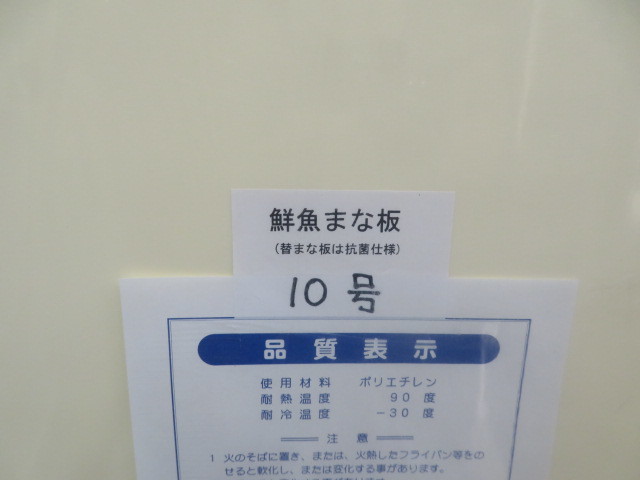 鮮魚まな板
(替まな板は抗菌仕様)
10号
品質表示
使用材料 ポリエチレン
耐熱温度 90度
耐冷温度 -30度
注意
1 火のそばに置き、または、火熱したフライパン等をの
せると軟化し、または変化する事があります。